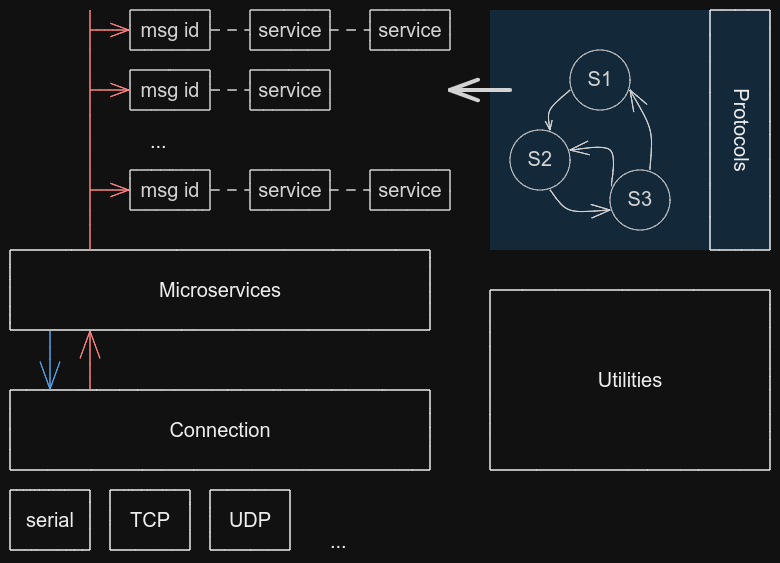 msg id service service
msg id service
...
msg id service service
S1
S2
S3
Protocols
Microservices
Connection
Utilities
serial TCP UDP ...